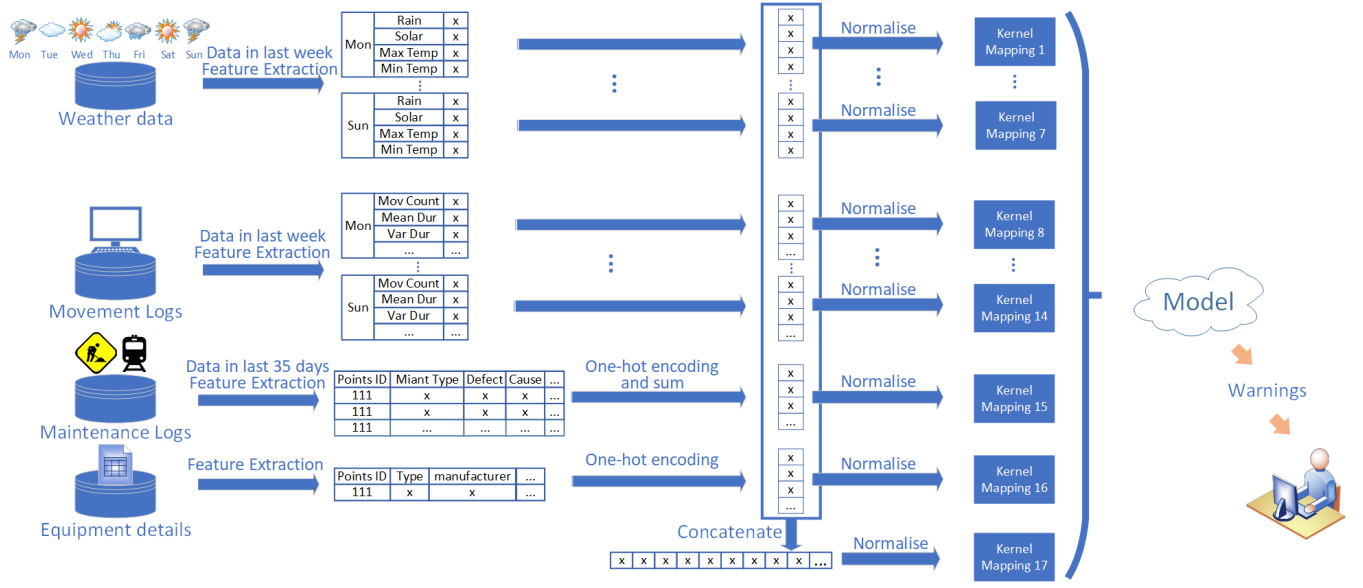 Mon Tue Wed Thu Fri Sat Sun
Weather data
Data in last week
Feature Extraction
Mon
Rain x
Solar x
Max Temp x
Min Temp x
⋮
Sun
Rain x
Solar x
Max Temp x
Min Temp x
⋮
x
x
x
x
⋮
x
x
x
x
Normalise
⋮
Normalise
Kernel
Mapping 1
⋮
Kernel
Mapping 7
Movement Logs
Data in last week
Feature Extraction
Mon
Mov Count x
Mean Dur x
Var Dur x
... ...
⋮
Sun
Mov Count x
Mean Dur x
Var Dur x
... ...
⋮
x
x
x
...
⋮
x
x
x
...
Normalise
⋮
Normalise
Kernel
Mapping 8
⋮
Kernel
Mapping 14
Maintenance Logs
Data in last 35 days
Feature Extraction
Points ID Miant Type Defect Cause ...
111 x x x ...
111 x x x ...
111 ... ... ... ...
One-hot encoding
and sum
x
x
x
...
Normalise
Kernel
Mapping 15
Equipment details
Feature Extraction
Points ID Type manufacturer ...
111 x x ...
One-hot encoding
x
x
x
...
Normalise
Kernel
Mapping 16
Concatenate
x x x x x x x x x ...
Normalise
Kernel
Mapping 17
Model
Warnings